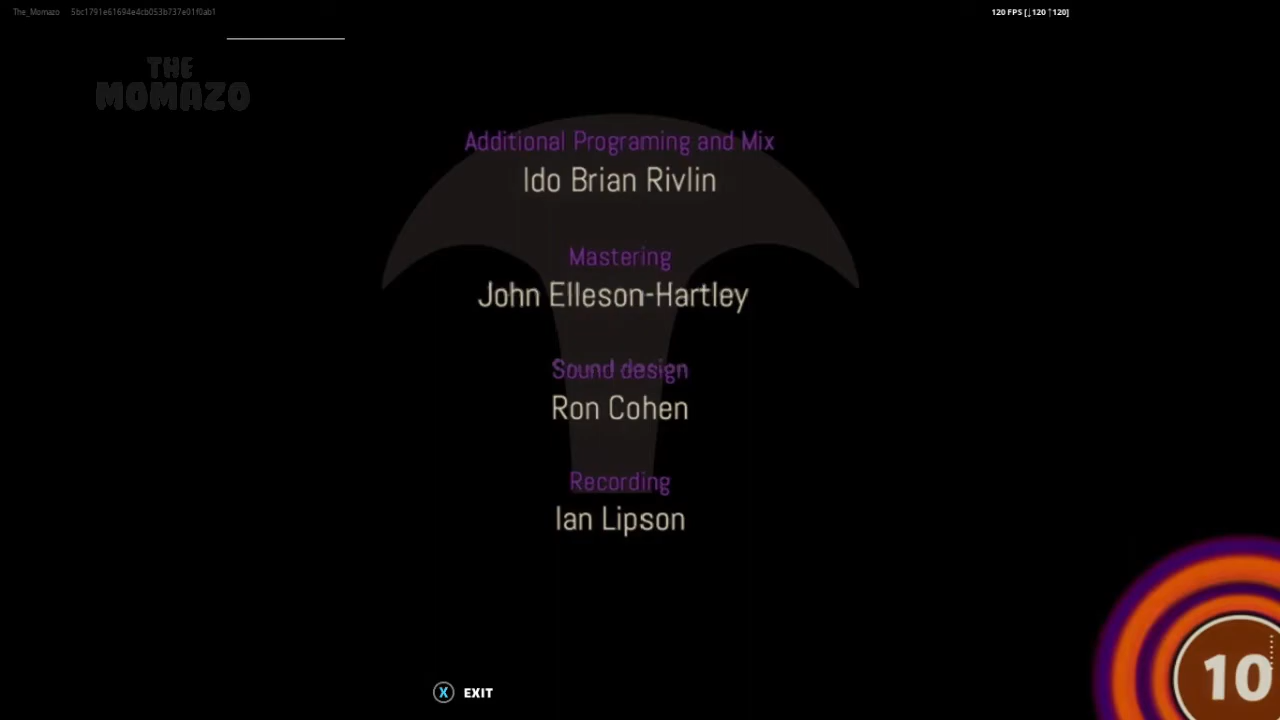 The_Momazo 5bc1791e61694e4cb053b737e01f0ab1
120 FPS [↓120 ↑120]
THE
MOMAZO
Additional Programing and Mix
Ido Brian Rivlin
Mastering
John Elleson-Hartley
Sound design
Ron Cohen
Recording
Ian Lipson
X EXIT
10